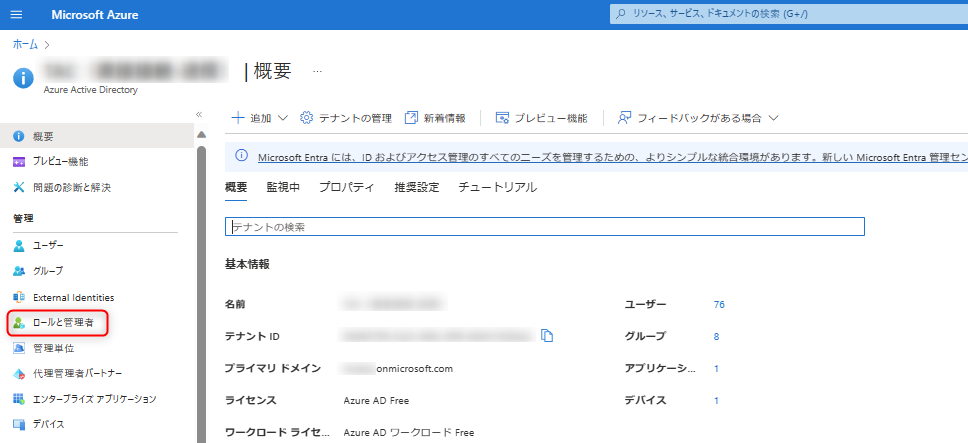 Microsoft Azure
リソース、サービス、ドキュメントの検索 (G+/)
ホーム >
| 概要 …
Azure Active Directory
«
概要
プレビュー機能
問題の診断と解決
管理
ユーザー
グループ
External Identities
ロールと管理者
管理単位
代理管理者パートナー
エンタープライズ アプリケーション
デバイス
追加 テナントの管理 新着情報 プレビュー機能 フィードバックがある場合
Microsoft Entra には、ID およびアクセス管理のすべてのニーズを管理するための、よりシンプルな統合環境があります。新しい Microsoft Entra 管理セン
概要 監視中 プロパティ 推奨設定 チュートリアル
テナントの検索
基本情報
名前 ユーザー 76
テナント ID グループ 8
プライマリ ドメイン onmicrosoft.com アプリケーシ... 1
ライセンス Azure AD Free デバイス 1
ワークロード ライセ... Azure AD ワークロード Free